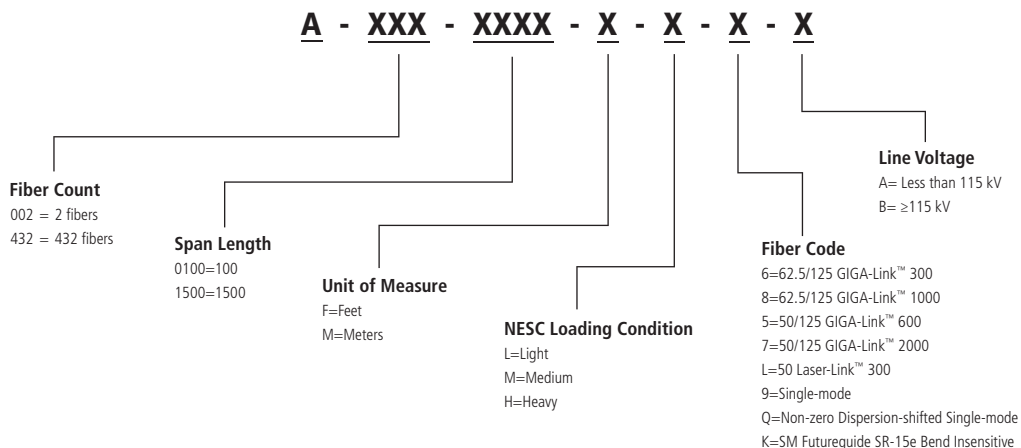 A - XXX - XXXX - X - X - X - X
Fiber Count
002 = 2 fibers
432 = 432 fibers
Span Length
0100=100
1500=1500
Unit of Measure
F=Feet
M=Meters
NESC Loading Condition
L=Light
M=Medium
H=Heavy
Fiber Code
6=62.5/125 GIGA-Link™ 300
8=62.5/125 GIGA-Link™ 1000
5=50/125 GIGA-Link™ 600
7=50/125 GIGA-Link™ 2000
L=50 Laser-Link™ 300
9=Single-mode
Q=Non-zero Dispersion-shifted Single-mode
K=SM Futureguide SR-15e Bend Insensitive
Line Voltage
A= Less than 115 kV
B= ≥115 kV